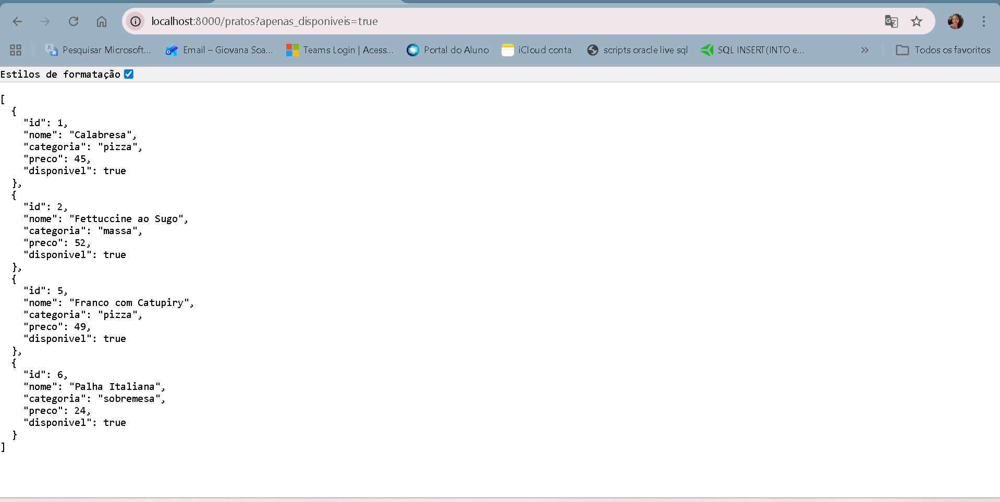 localhost:8000/pratos?apenas_disponiveis=true
Pesquisar Microsoft...
Email – Giovana Soa...
Teams Login | Acess...
Portal do Aluno
iCloud conta
scripts oracle live sql
SQL INSERT(INTO e...
»
Todos os favoritos
Estilos de formatação
[
  {
    "id": 1,
    "nome": "Calabresa",
    "categoria": "pizza",
    "preco": 45,
    "disponivel": true
  },
  {
    "id": 2,
    "nome": "Fettuccine ao Sugo",
    "categoria": "massa",
    "preco": 52,
    "disponivel": true
  },
  {
    "id": 5,
    "nome": "Franco com Catupiry",
    "categoria": "pizza",
    "preco": 49,
    "disponivel": true
  },
  {
    "id": 6,
    "nome": "Palha Italiana",
    "categoria": "sobremesa",
    "preco": 24,
    "disponivel": true
  }
]